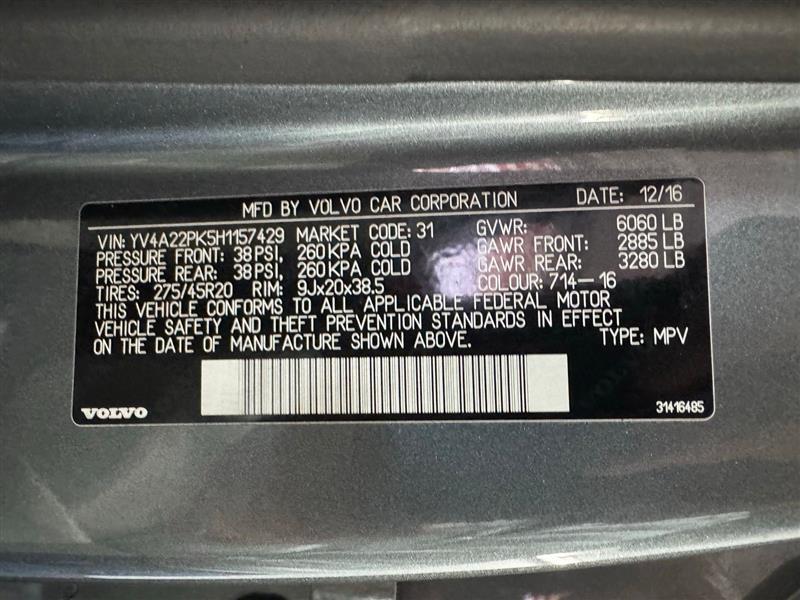 MFD BY VOLVO CAR CORPORATION DATE: 12/16
VIN: YV4A22PK5H1157429 MARKET CODE: 31 GVWR: 6060 LB
PRESSURE FRONT: 38 PSI, 260 KPA COLD GAWR FRONT: 2885 LB
PRESSURE REAR: 38 PSI, 260 KPA COLD GAWR REAR: 3280 LB
TIRES: 275/45R20 RIM: 9Jx20x38.5 COLOUR: 714-16
THIS VEHICLE CONFORMS TO ALL APPLICABLE FEDERAL MOTOR
VEHICLE SAFETY AND THEFT PREVENTION STANDARDS IN EFFECT
ON THE DATE OF MANUFACTURE SHOWN ABOVE. TYPE: MPV
VOLVO 31416485